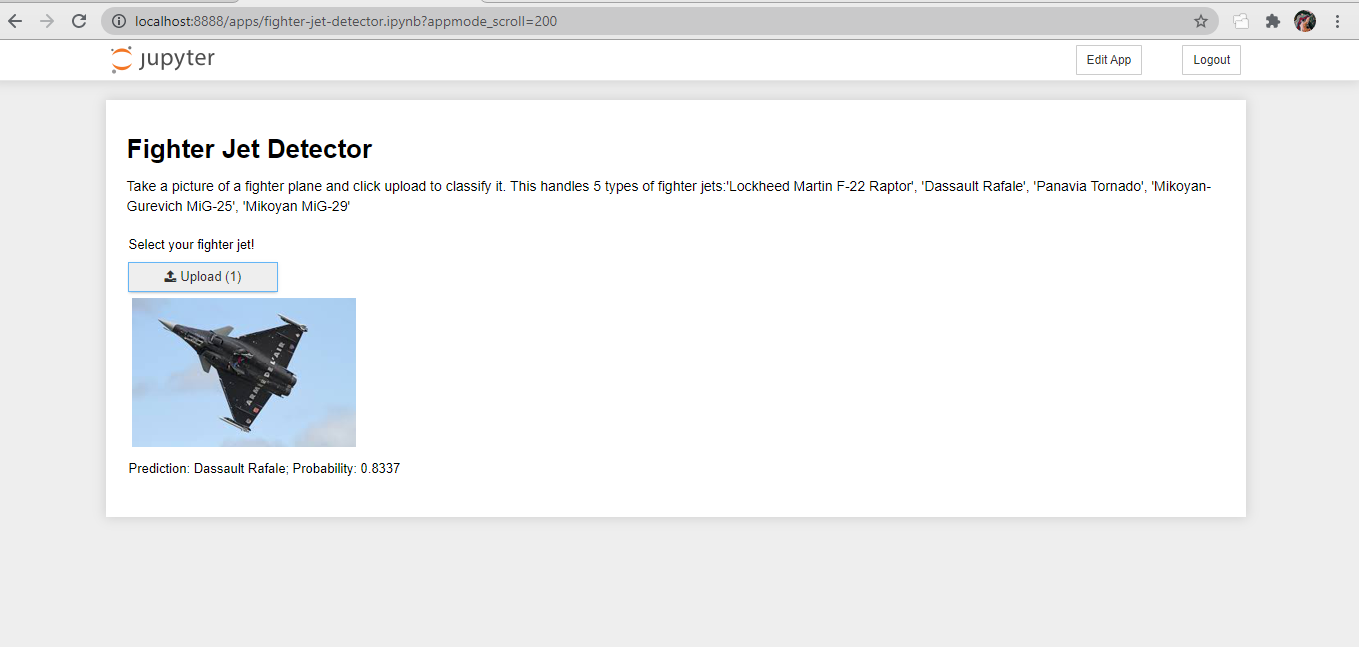 localhost:8888/apps/fighter-jet-detector.ipynb?appmode_scroll=200
jupyter
Edit App
Logout
Fighter Jet Detector
Take a picture of a fighter plane and click upload to classify it. This handles 5 types of fighter jets:'Lockheed Martin F-22 Raptor', 'Dassault Rafale', 'Panavia Tornado', 'Mikoyan-
Gurevich MiG-25', 'Mikoyan MiG-29'
Select your fighter jet!
Upload (1)
ARMEE DE L'AIR
Prediction: Dassault Rafale; Probability: 0.8337